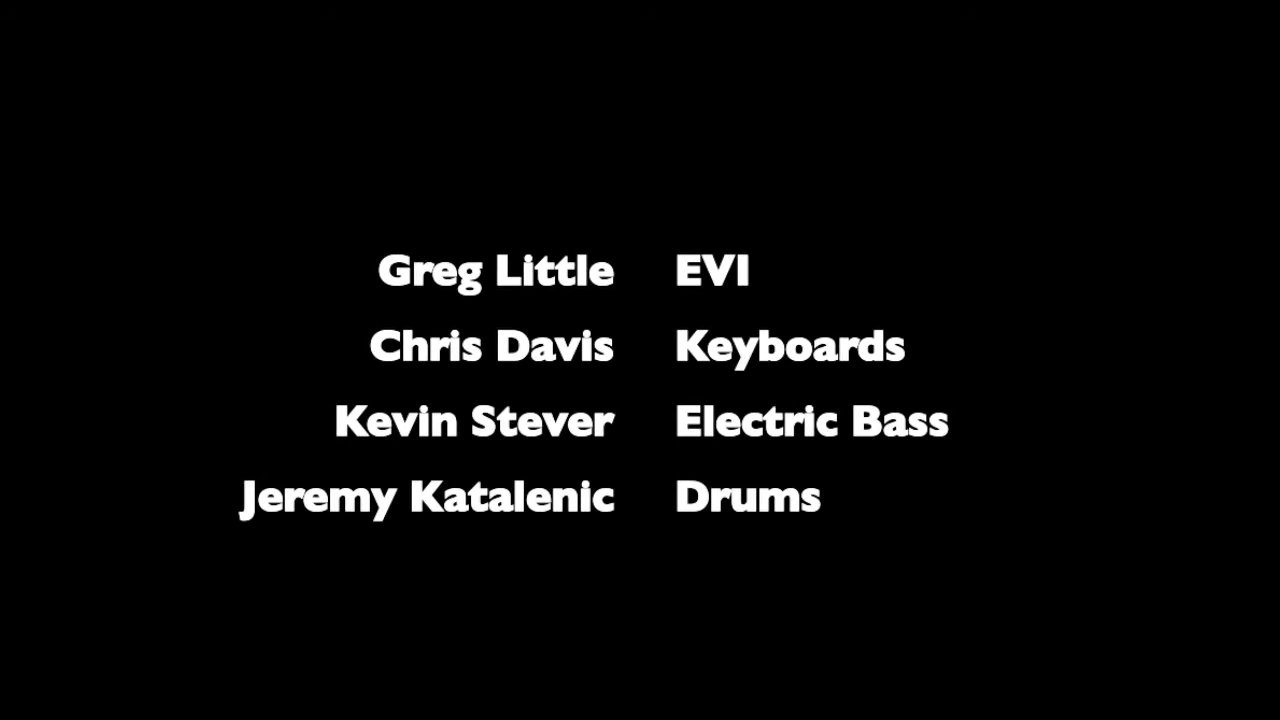 Greg Little EVI
Chris Davis Keyboards
Kevin Stever Electric Bass
Jeremy Katalenic Drums